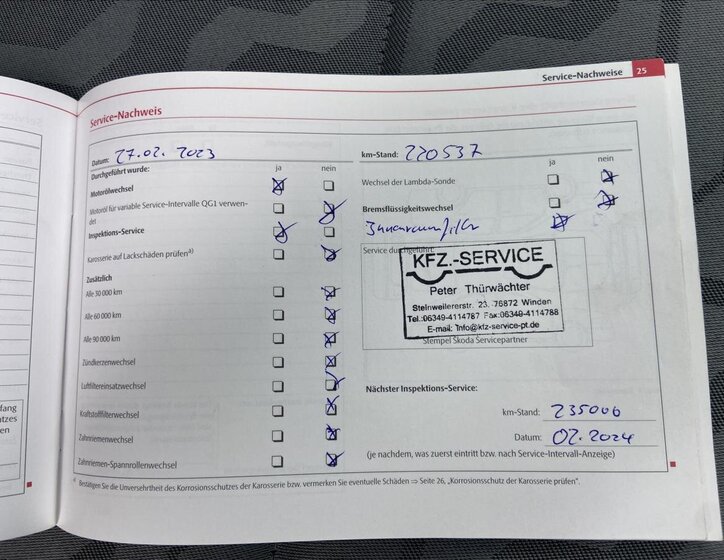 Service-Nachweise 25
Service-Nachweis
Datum: 27.02. 2023
km-Stand: 220537
Durchgeführt wurde: ja nein
ja nein
Motorölwechsel
Wechsel der Lambda-Sonde
Motoröl für variable Service-Intervalle QG1 verwen-
det
Bremsflüssigkeitswechsel
Inspektions-Service
Innenraumfilter
Karosserie auf Lackschäden prüfen a)
Service durchgeführt:
KFZ.-SERVICE
Peter Thürwächter
Steinweilererstr. 23, -76872 Winden
Tel.:06349-4114787 Fax:06349-4114788
E-mail: Info@kfz-service-pt.de
Stempel Škoda Servicepartner
Zusätzlich
Alle 30 000 km
Alle 60 000 km
Alle 90 000 km
Zündkerzenwechsel
Luftfiltereinsatzwechsel
Kraftstofffilterwechsel
Zahnriemenwechsel
Zahnriemen-Spannrollenwechsel
Nächster Inspektions-Service:
km-Stand: 235000
Datum: 02.2024
(je nachdem, was zuerst eintritt bzw. nach Service-Intervall-Anzeige)
a) Bestätigen Sie die Unversehrtheit des Korrosionsschutzes der Karosserie bzw. vermerken Sie eventuelle Schäden ⇒ Seite 26, „Korrosionsschutz der Karosserie prüfen".